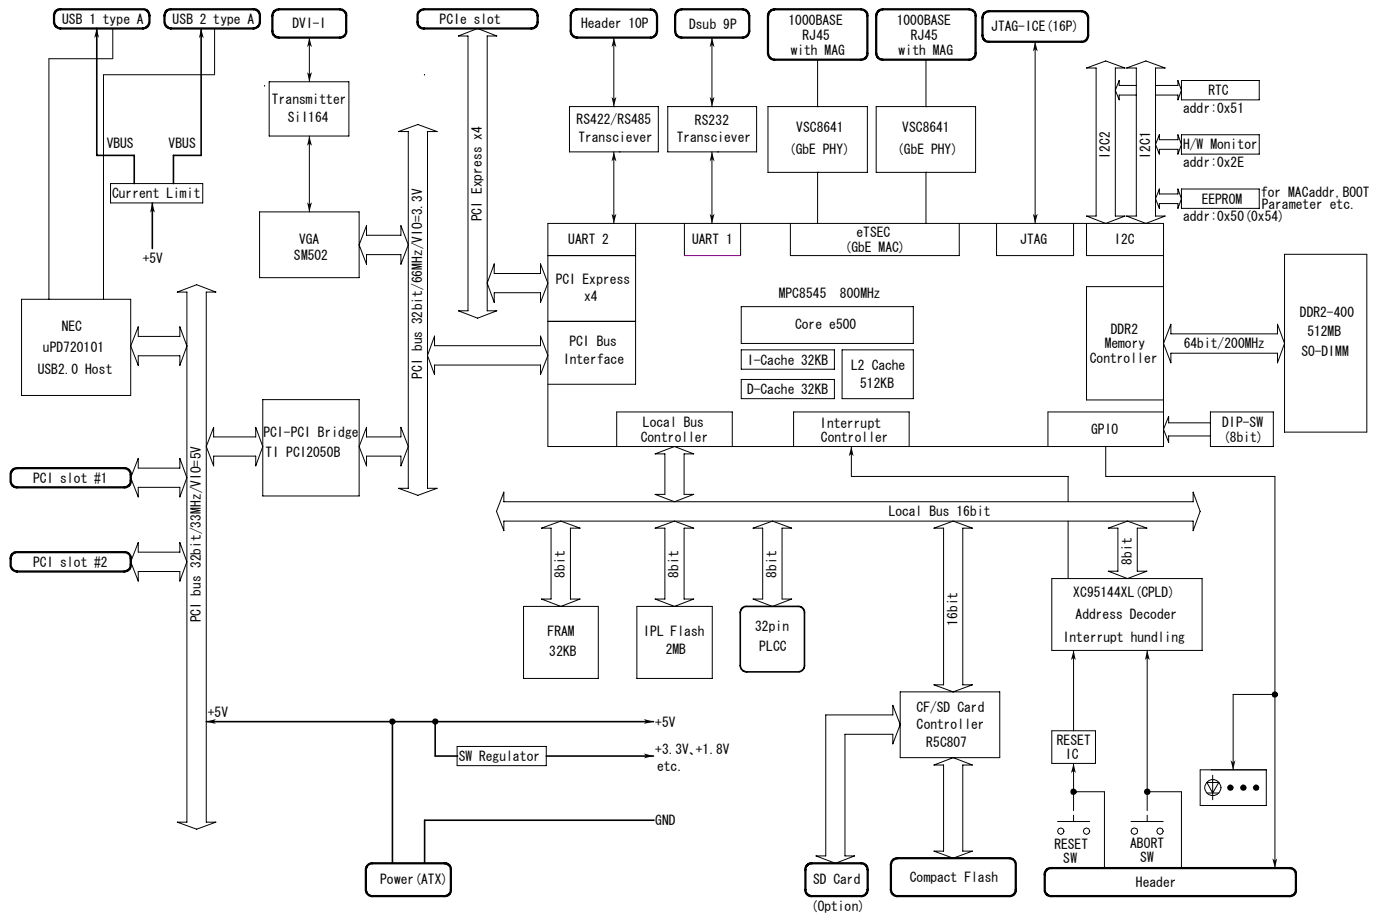 USB 1 type A
USB 2 type A
DVI-I
PCIe slot
Header 10P
Dsub 9P
1000BASE
RJ45
with MAG
1000BASE
RJ45
with MAG
JTAG-ICE(16P)
Transmitter
SiI164
RS422/RS485
Transciever
RS232
Transciever
VSC8641
(GbE PHY)
VSC8641
(GbE PHY)
I2C2
I2C1
RTC
addr:0x51
H/W Monitor
addr:0x2E
EEPROM
addr:0x50(0x54)
for MACaddr,BOOT
Parameter etc.
VBUS
VBUS
Current Limit
+5V
VGA
SM502
PCI bus 32bit/66MHz/VIO=3.3V
PCI Express x4
UART 2
UART 1
eTSEC
(GbE MAC)
JTAG
I2C
PCI Express
x4
PCI Bus
Interface
MPC8545 800MHz
Core e500
I-Cache 32KB
D-Cache 32KB
L2 Cache
512KB
DDR2
Memory
Controller
64bit/200MHz
DDR2-400
512MB
SO-DIMM
NEC
uPD720101
USB2.0 Host
PCI-PCI Bridge
TI PCI2050B
PCI slot #1
PCI slot #2
PCI bus 32bit/33MHz/VIO=5V
Local Bus
Controller
Interrupt
Controller
GPIO
DIP-SW
(8bit)
Local Bus 16bit
8bit
8bit
8bit
16bit
8bit
FRAM
32KB
IPL Flash
2MB
32pin
PLCC
XC95144XL(CPLD)
Address Decoder
Interrupt hundling
CF/SD Card
Controller
R5C807
+5V
+5V
SW Regulator
+3.3V、+1.8V
etc.
GND
RESET
IC
RESET
SW
ABORT
SW
Power(ATX)
SD Card
(Option)
Compact Flash
Header